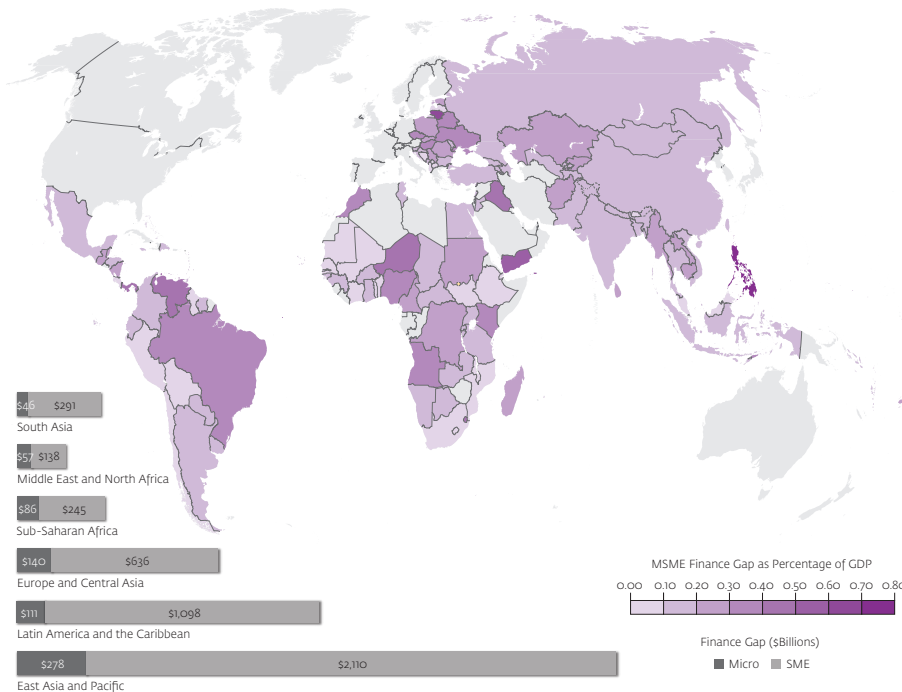 $46 $291
South Asia
$57 $138
Middle East and North Africa
$86 $245
Sub-Saharan Africa
$140 $636
Europe and Central Asia
$111 $1,098
Latin America and the Caribbean
$278 $2,110
East Asia and Pacific
MSME Finance Gap as Percentage of GDP
0.00 0.10 0.20 0.30 0.40 0.50 0.60 0.70 0.80
Finance Gap ($Billions)
Micro SME